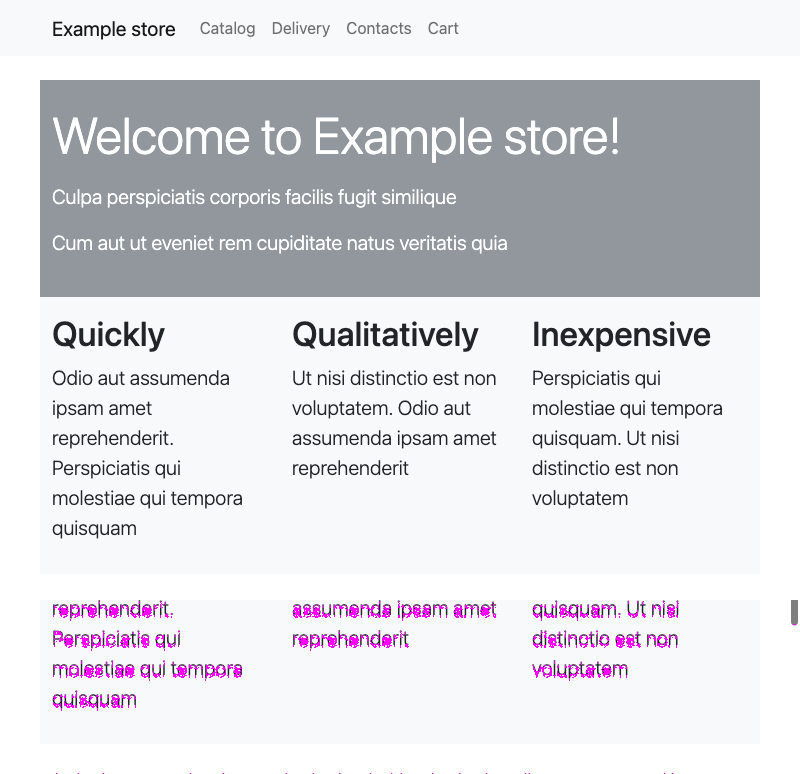 Example store Catalog Delivery Contacts Cart
Welcome to Example store!
Culpa perspiciatis corporis facilis fugit similique
Cum aut ut eveniet rem cupiditate natus veritatis quia
Quickly
Odio aut assumenda
ipsam amet
reprehenderit.
Perspiciatis qui
molestiae qui tempora
quisquam
Qualitatively
Ut nisi distinctio est non
voluptatem. Odio aut
assumenda ipsam amet
reprehenderit
Inexpensive
Perspiciatis qui
molestiae qui tempora
quisquam. Ut nisi
distinctio est non
voluptatem
reprehenderit.
Perspiciatis qui
molestiae qui tempora
quisquam
assumenda ipsam amet
reprehenderit
quisquam. Ut nisi
distinctio est non
voluptatem